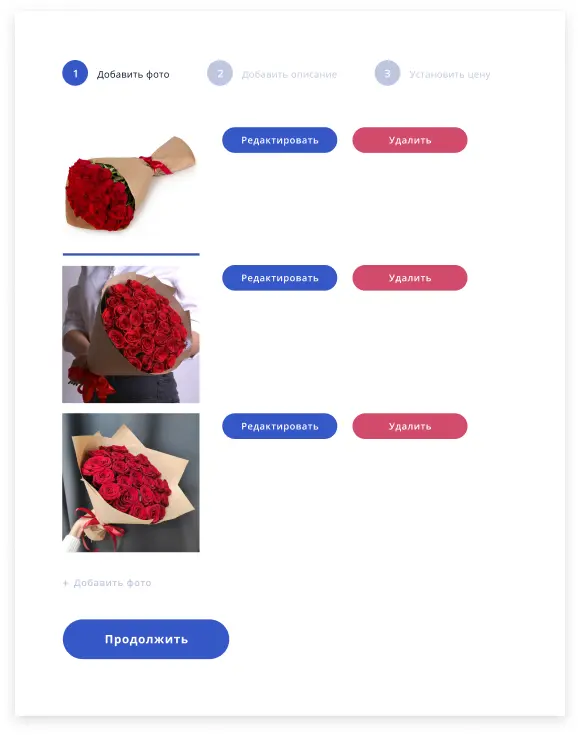 1 Добавить фото 2 Добавить описание 3 Установить цену
Редактировать Удалить
Редактировать Удалить
Редактировать Удалить
+ Добавить фото
Продолжить